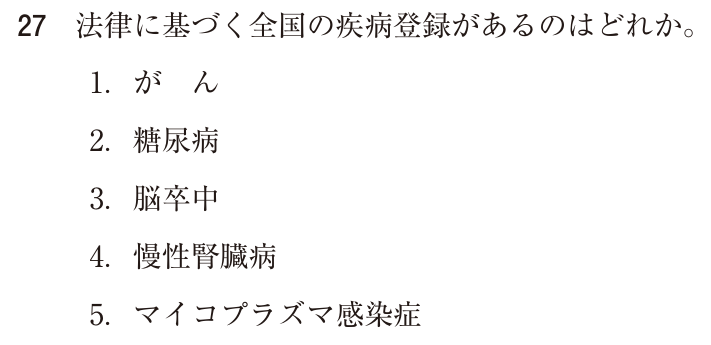 27 法律に基づく全国の疾病登録があるのはどれか。
1. が ん
2. 糖尿病
3. 脳卒中
4. 慢性腎臓病
5. マイコプラズマ感染症